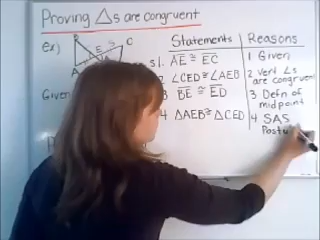 Proving △s are congruent
ex)
E
C
A
Given
Statements
Reasons
1. AE ≅ EC
1 Given
∠CED ≅ ∠AEB
2 Vert ∠s are congruent
3 BE ≅ ED
3 Defn of midpoint
4 △AEB ≅ △CED
4 SAS
Postu